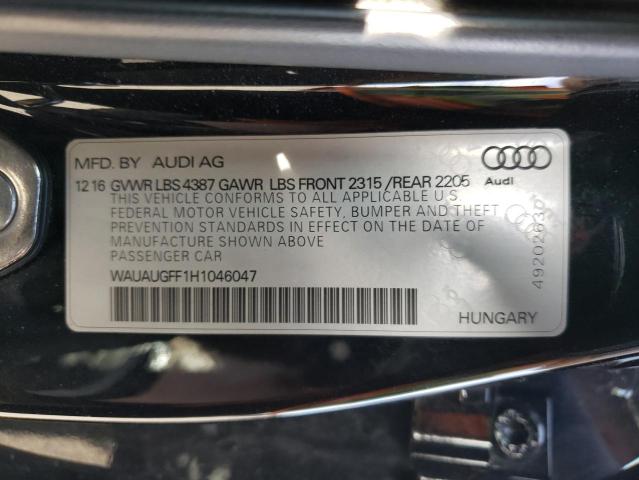 MFD. BY AUDI AG
Audi
12 16 GVWR LBS 4387 GAWR LBS FRONT 2315 /REAR 2205
THIS VEHICLE CONFORMS TO ALL APPLICABLE U.S.
FEDERAL MOTOR VEHICLE SAFETY, BUMPER AND THEFT
PREVENTION STANDARDS IN EFFECT ON THE DATE OF
MANUFACTURE SHOWN ABOVE
PASSENGER CAR
WAUAUGFF1H1046047
HUNGARY